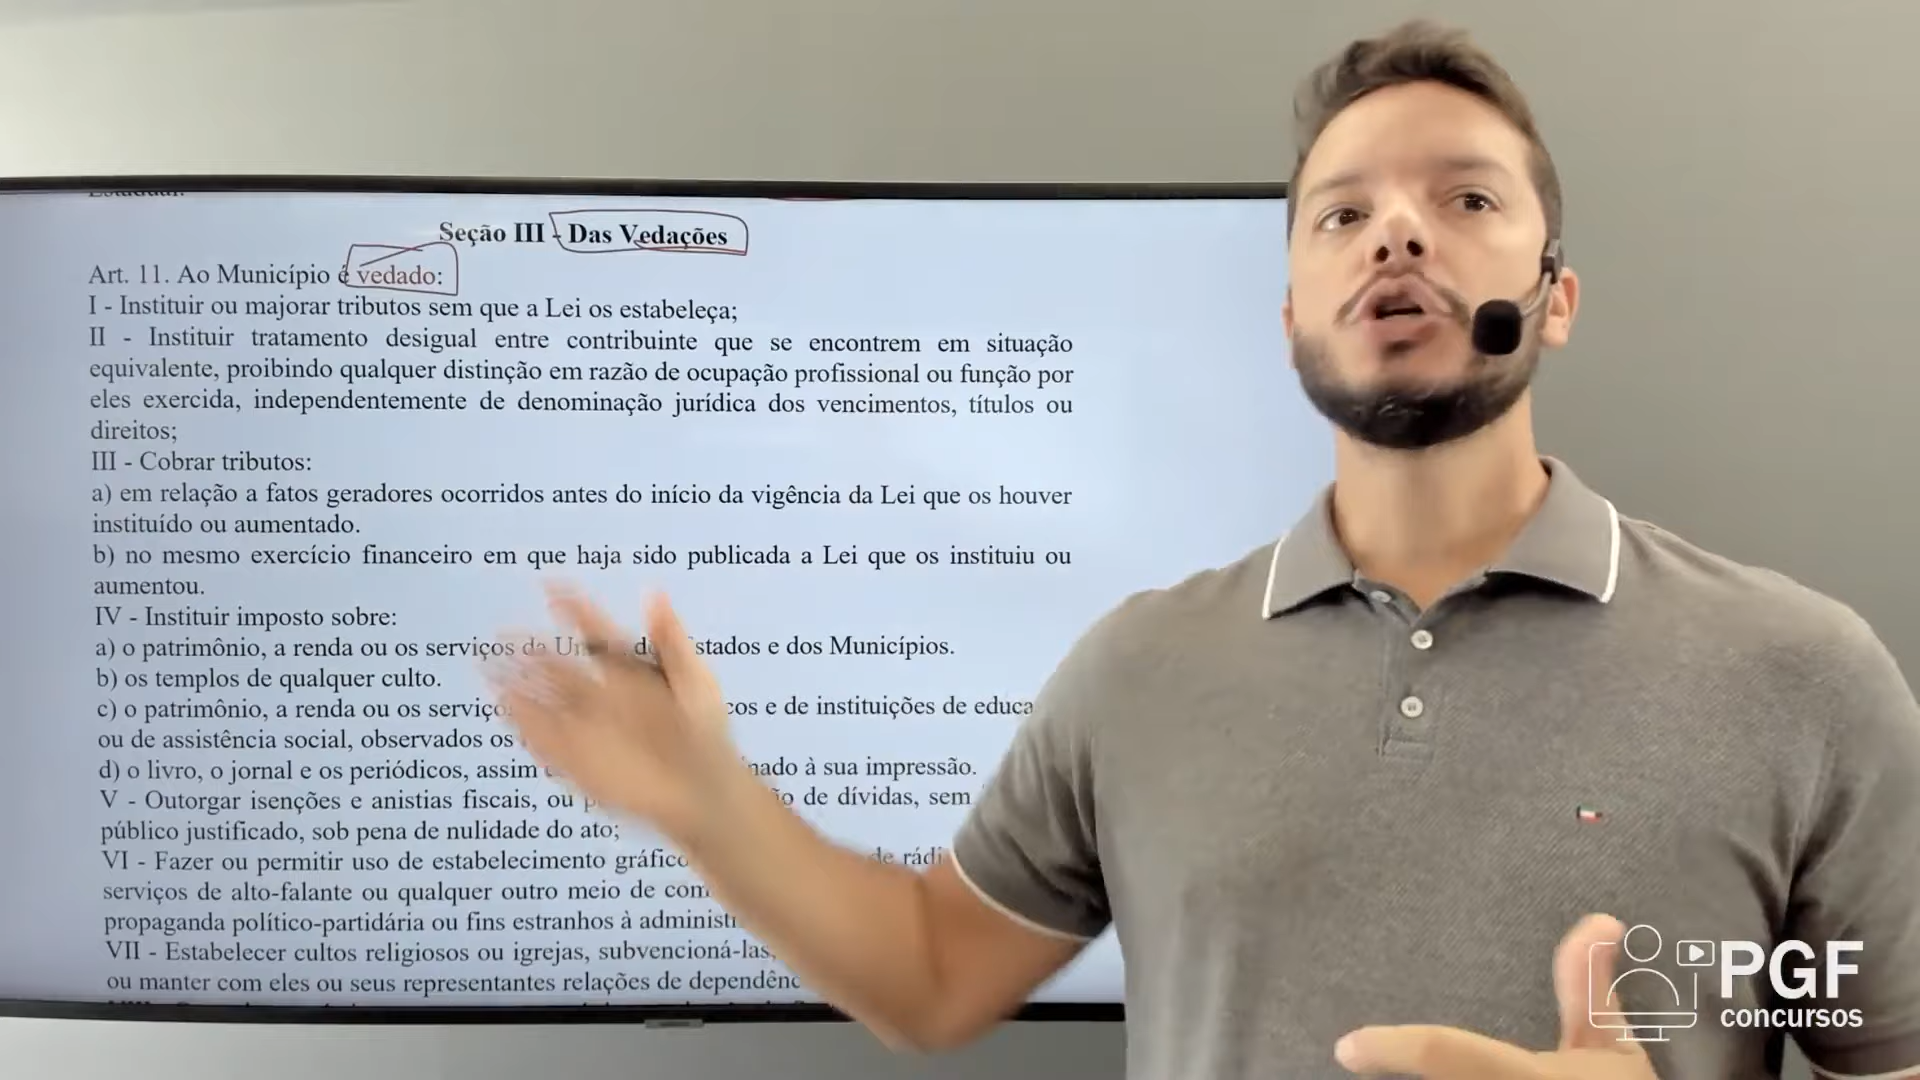 Estadual.
Seção III - Das Vedações
Art. 11. Ao Município é vedado:
I - Instituir ou majorar tributos sem que a Lei os estabeleça;
II - Instituir tratamento desigual entre contribuinte que se encontrem em situação
equivalente, proibindo qualquer distinção em razão de ocupação profissional ou função por
eles exercida, independentemente de denominação jurídica dos vencimentos, títulos ou
direitos;
III - Cobrar tributos:
a) em relação a fatos geradores ocorridos antes do início da vigência da Lei que os houver
instituído ou aumentado.
b) no mesmo exercício financeiro em que haja sido publicada a Lei que os instituiu ou
aumentou.
IV - Instituir imposto sobre:
a) o patrimônio, a renda ou os serviços da stados e dos Municípios.
b) os templos de qualquer culto.
c) o patrimônio, a renda ou os serviço cos e de instituições de educa
ou de assistência social, observados os
d) o livro, o jornal e os periódicos, assim nado à sua impressão.
V - Outorgar isenções e anistias fiscais, ou ão de dívidas, sem
público justificado, sob pena de nulidade do ato;
VI - Fazer ou permitir uso de estabelecimento gráfico de rádi
serviços de alto-falante ou qualquer outro meio de com
propaganda político-partidária ou fins estranhos à administr
VII - Estabelecer cultos religiosos ou igrejas, subvencioná-las,
ou manter com eles ou seus representantes relações de dependênc
PGF
concursos